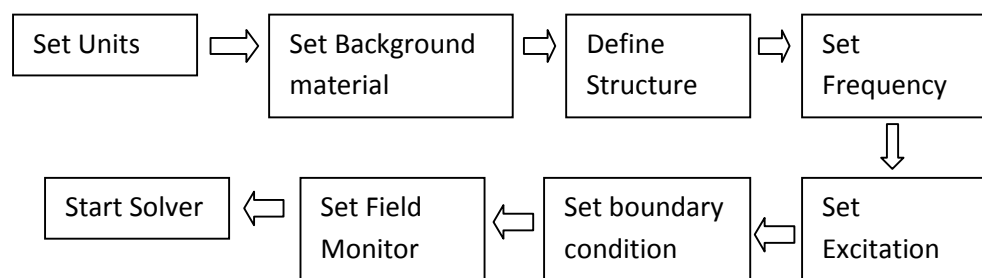 Set Units
Set Background
material
Define
Structure
Set
Frequency
Set
Excitation
Set boundary
condition
Set Field
Monitor
Start Solver